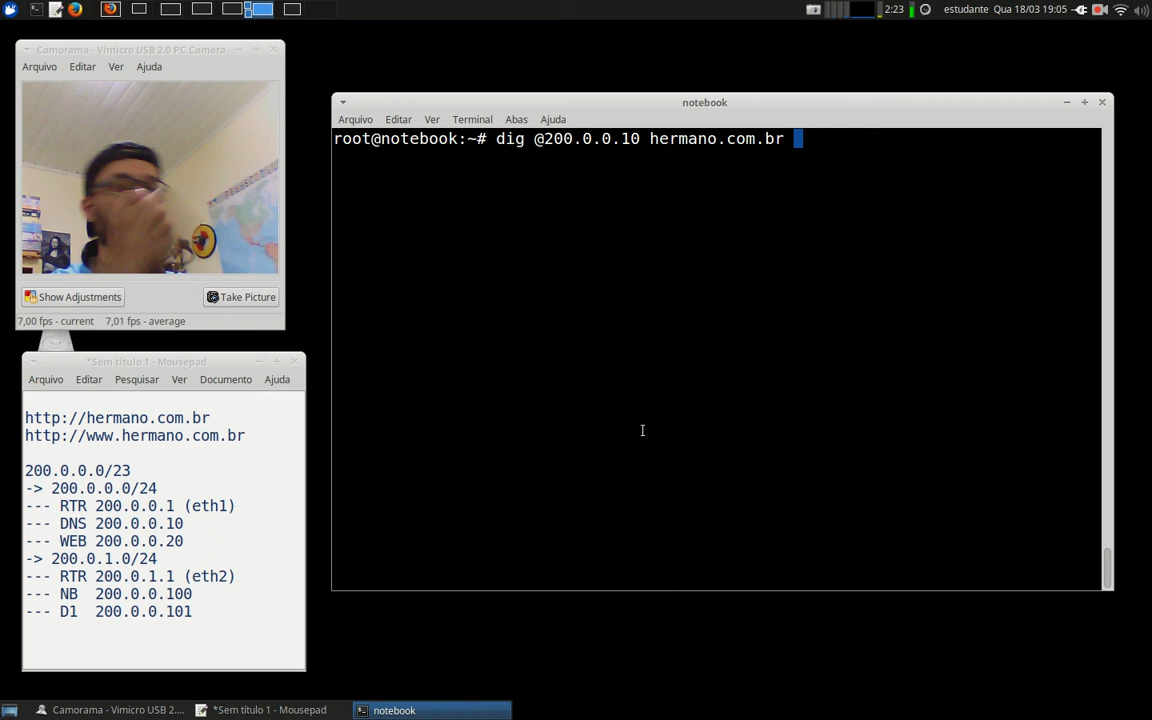 2:23
estudante Qua 18/03 19:05
Camorama - Vimicro USB 2.0 PC Camera
Arquivo Editar Ver Ajuda
Show Adjustments
Take Picture
7,00 fps - current 7,01 fps - average
notebook
Arquivo Editar Ver Terminal Abas Ajuda
root@notebook:~# dig @200.0.0.10 hermano.com.br
*Sem título 1 - Mousepad
Arquivo Editar Pesquisar Ver Documento Ajuda
http://hermano.com.br
http://www.hermano.com.br
200.0.0.0/23
-> 200.0.0.0/24
--- RTR 200.0.0.1 (eth1)
--- DNS 200.0.0.10
--- WEB 200.0.0.20
-> 200.0.1.0/24
--- RTR 200.0.1.1 (eth2)
--- NB  200.0.0.100
--- D1  200.0.0.101
Camorama - Vimicro USB 2....
*Sem título 1 - Mousepad
notebook